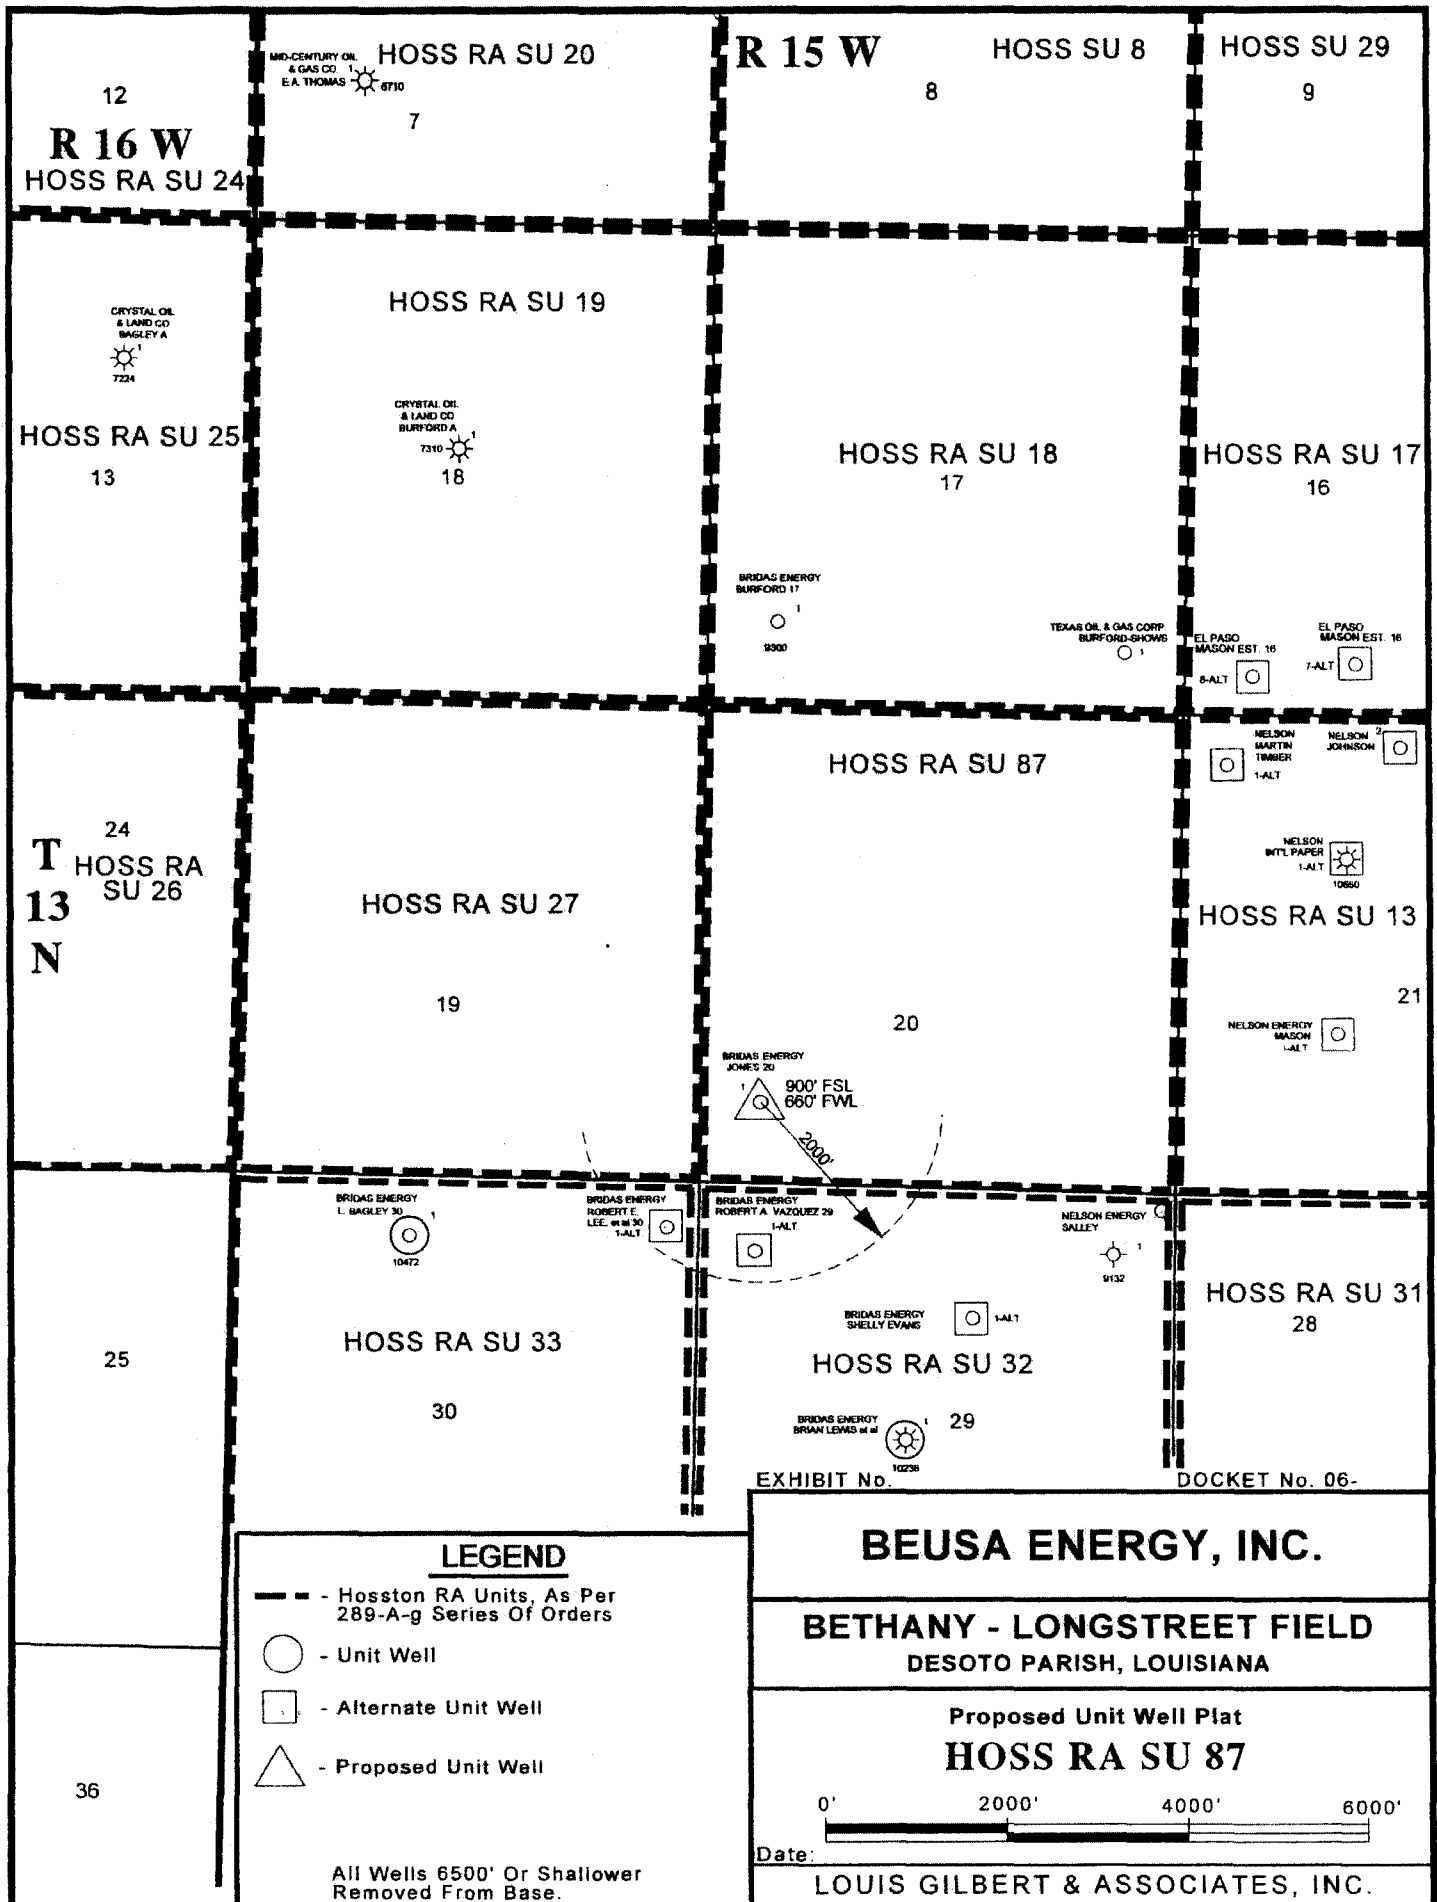 HOSS RA SU 20
R 15 W
HOSS SU 8
HOSS SU 29
MID-CENTURY OIL
& GAS CO.
E.A. THOMAS
1
6710
12
7
8
9
R 16 W
HOSS RA SU 24
HOSS RA SU 19
CRYSTAL OIL
& LAND CO
BAGLEY A
1
7224
CRYSTAL OIL
& LAND CO
BURFORD A
1
7310
18
HOSS RA SU 25
13
HOSS RA SU 18
17
HOSS RA SU 17
16
BRIDAS ENERGY
BURFORD 17
1
9300
TEXAS OIL & GAS CORP
BURFORD-SHOWS
1
EL PASO
MASON EST. 16
8-ALT
EL PASO
MASON EST. 16
7-ALT
HOSS RA SU 87
NELSON
MARTIN
TIMBER
1-ALT
NELSON
JOHNSON
2
24
T
13
N
HOSS RA
SU 26
NELSON
INT'L PAPER
1-ALT
10660
HOSS RA SU 27
HOSS RA SU 13
19
20
21
NELSON ENERGY
MASON
1-ALT
BRIDAS ENERGY
JONES 20
1
900' FSL
660' FWL
2000'
BRIDAS ENERGY
L. BAGLEY 30
1
10472
BRIDAS ENERGY
ROBERT E.
LEE, et al 30
1-ALT
BRIDAS ENERGY
ROBERT A. VAZQUEZ 29
1-ALT
NELSON ENERGY
SALLEY
1
9132
HOSS RA SU 31
28
BRIDAS ENERGY
SHELLY EVANS
1-ALT
HOSS RA SU 33
30
HOSS RA SU 32
29
25
BRIDAS ENERGY
BRIAN LEWIS et al
1
10238
EXHIBIT No.
DOCKET No. 06-
BEUSA ENERGY, INC.
BETHANY - LONGSTREET FIELD
DESOTO PARISH, LOUISIANA
Proposed Unit Well Plat
HOSS RA SU 87
0' 2000' 4000' 6000'
Date:
LOUIS GILBERT & ASSOCIATES, INC.
LEGEND
- Hosston RA Units, As Per
289-A-g Series Of Orders
- Unit Well
- Alternate Unit Well
- Proposed Unit Well
All Wells 6500' Or Shallower
Removed From Base.
36